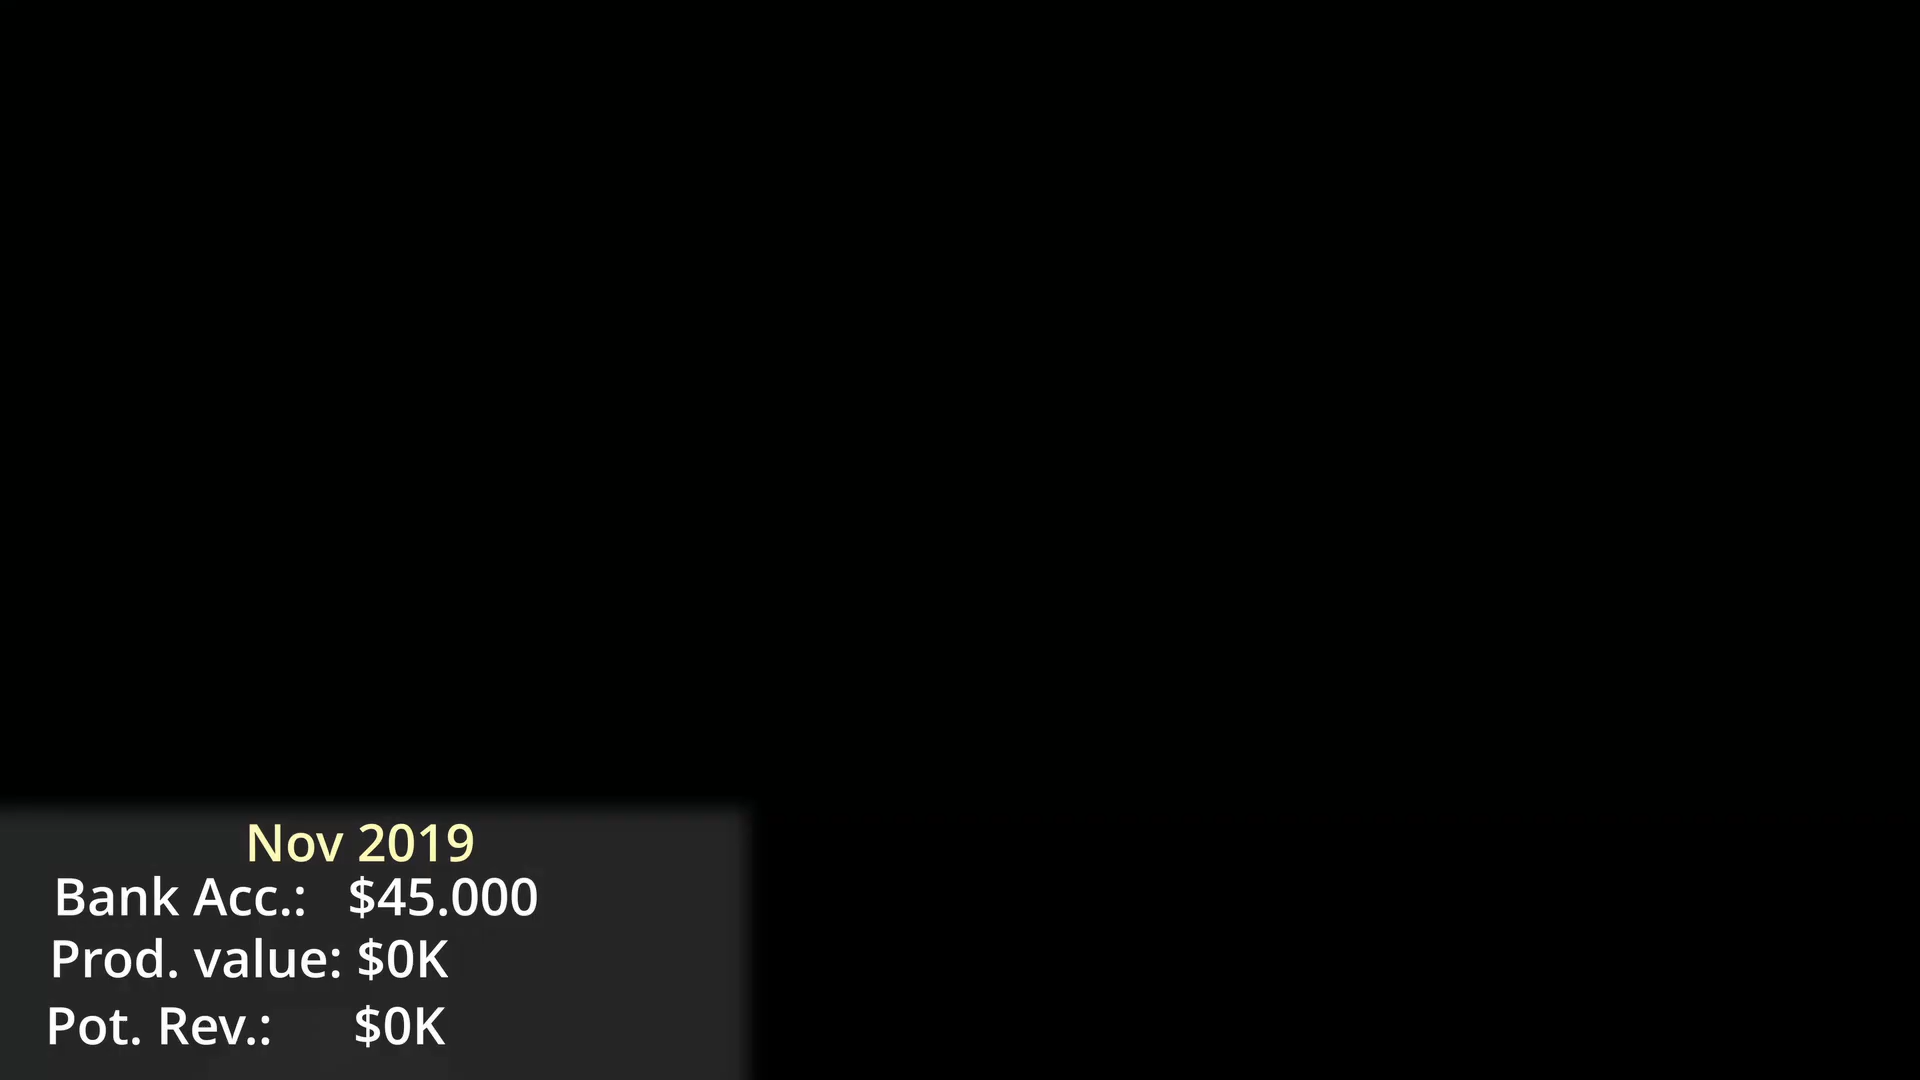 Nov 2019
Bank Acc.: $45.000
Prod. value: $0K
Pot. Rev.: $0K